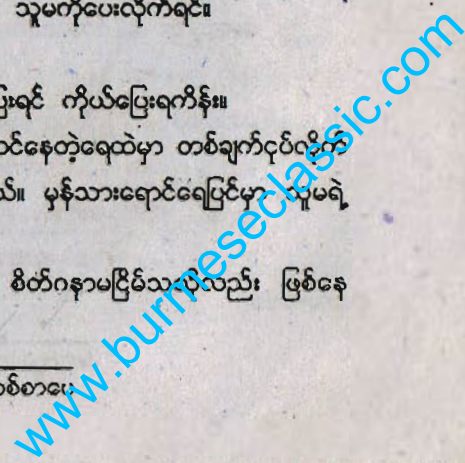 သူမကိုပေးလိုက်ရင်။
ပြေးရင် ကိုယ်ပြေးရကိန်း။
င်နေတဲ့ရေထဲမှာ တစ်ချက်ငုပ်လိုက်
ယ်။ မှန်သားရောင်ရေပြင်မှာ သူမရဲ့
စိတ်ဂနာမငြိမ်သလိုလည်း ဖြစ်နေ
စ်စာပေ
www.burmeseclassic.com